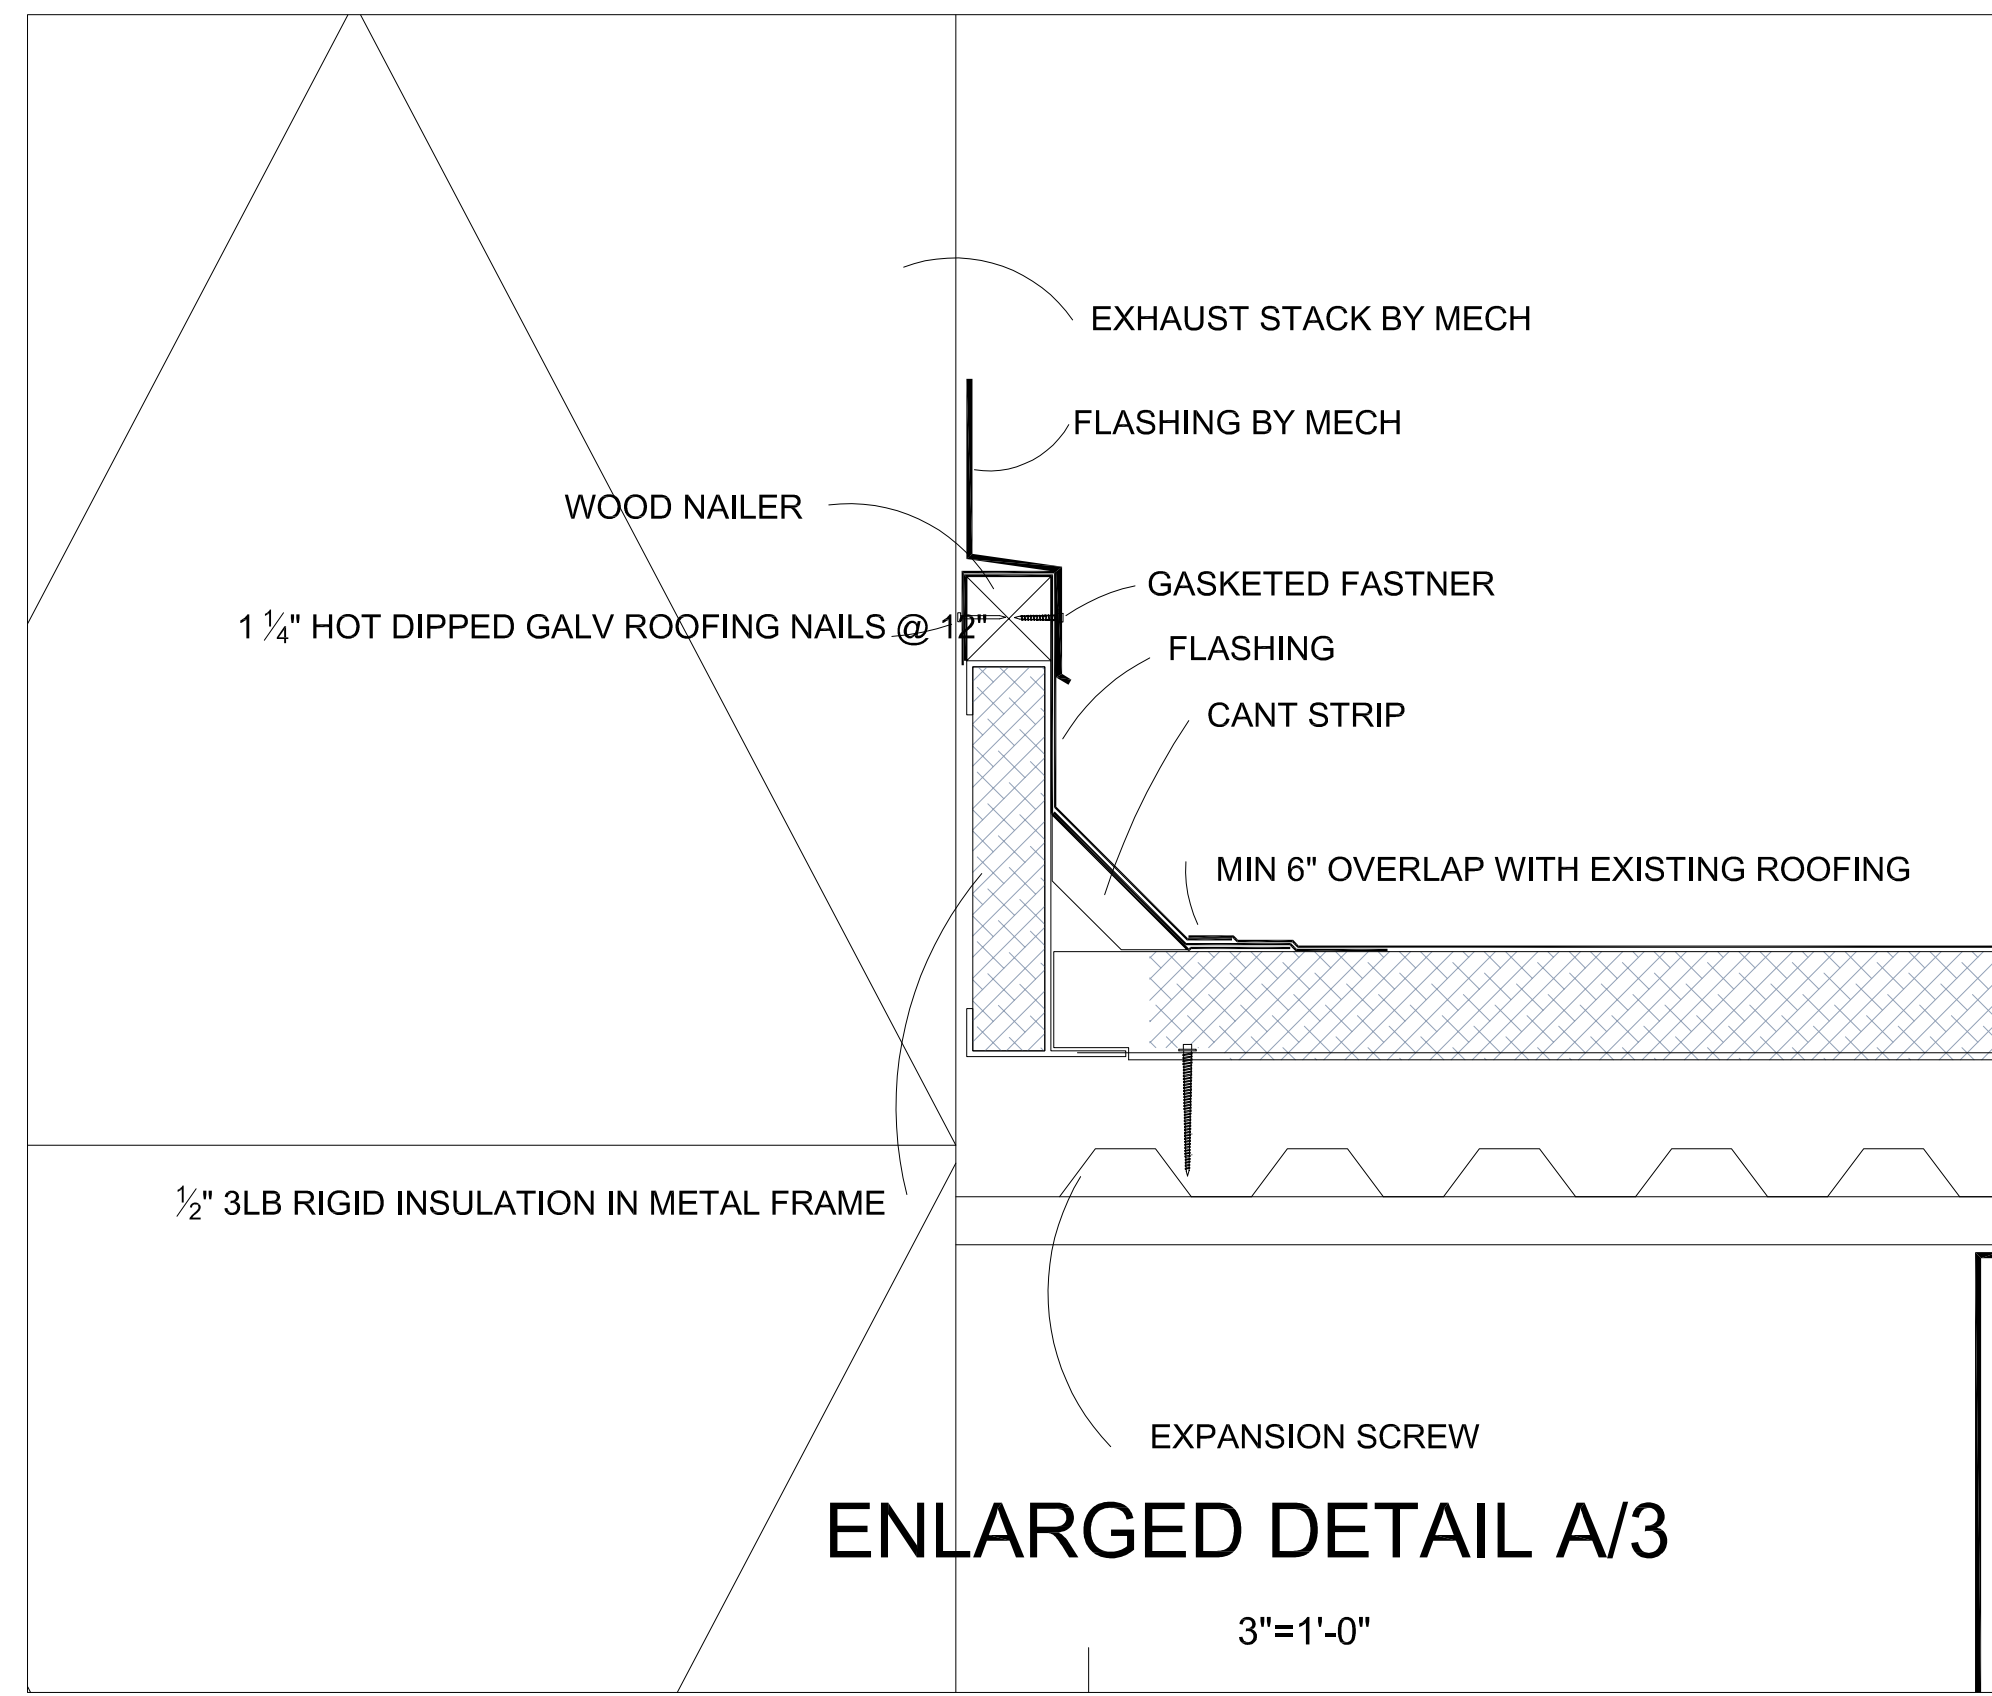 EXHAUST STACK BY MECH
FLASHING BY MECH
WOOD NAILER
GASKETED FASTNER
1 ¼" HOT DIPPED GALV ROOFING NAILS @ 12"
FLASHING
CANT STRIP
MIN 6" OVERLAP WITH EXISTING ROOFING
½" 3LB RIGID INSULATION IN METAL FRAME
EXPANSION SCREW
ENLARGED DETAIL A/3
3"=1'-0"